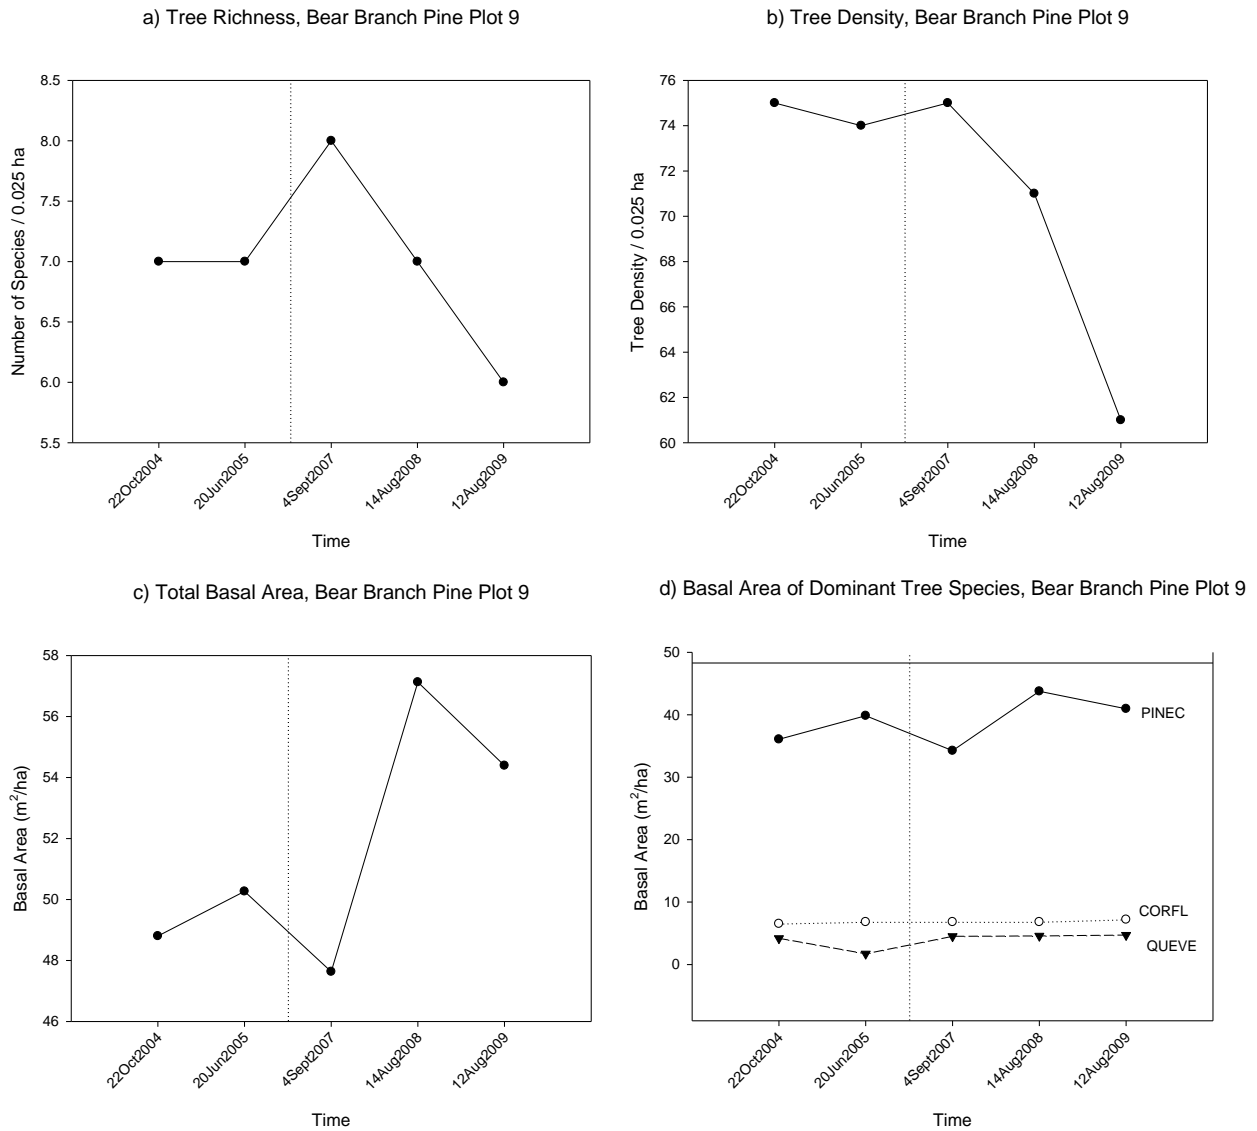 a) Tree Richness, Bear Branch Pine Plot 9
Number of Species / 0.025 ha
8.5
8.0
7.5
7.0
6.5
6.0
5.5
22Oct2004
20Jun2005
4Sept2007
14Aug2008
12Aug2009
Time
b) Tree Density, Bear Branch Pine Plot 9
Tree Density / 0.025 ha
76
74
72
70
68
66
64
62
60
22Oct2004
20Jun2005
4Sept2007
14Aug2008
12Aug2009
Time
c) Total Basal Area, Bear Branch Pine Plot 9
Basal Area (m²/ha)
58
56
54
52
50
48
46
22Oct2004
20Jun2005
4Sept2007
14Aug2008
12Aug2009
Time
d) Basal Area of Dominant Tree Species, Bear Branch Pine Plot 9
Basal Area (m²/ha)
50
40
30
20
10
0
PINEC
CORFL
QUEVE
22Oct2004
20Jun2005
4Sept2007
14Aug2008
12Aug2009
Time